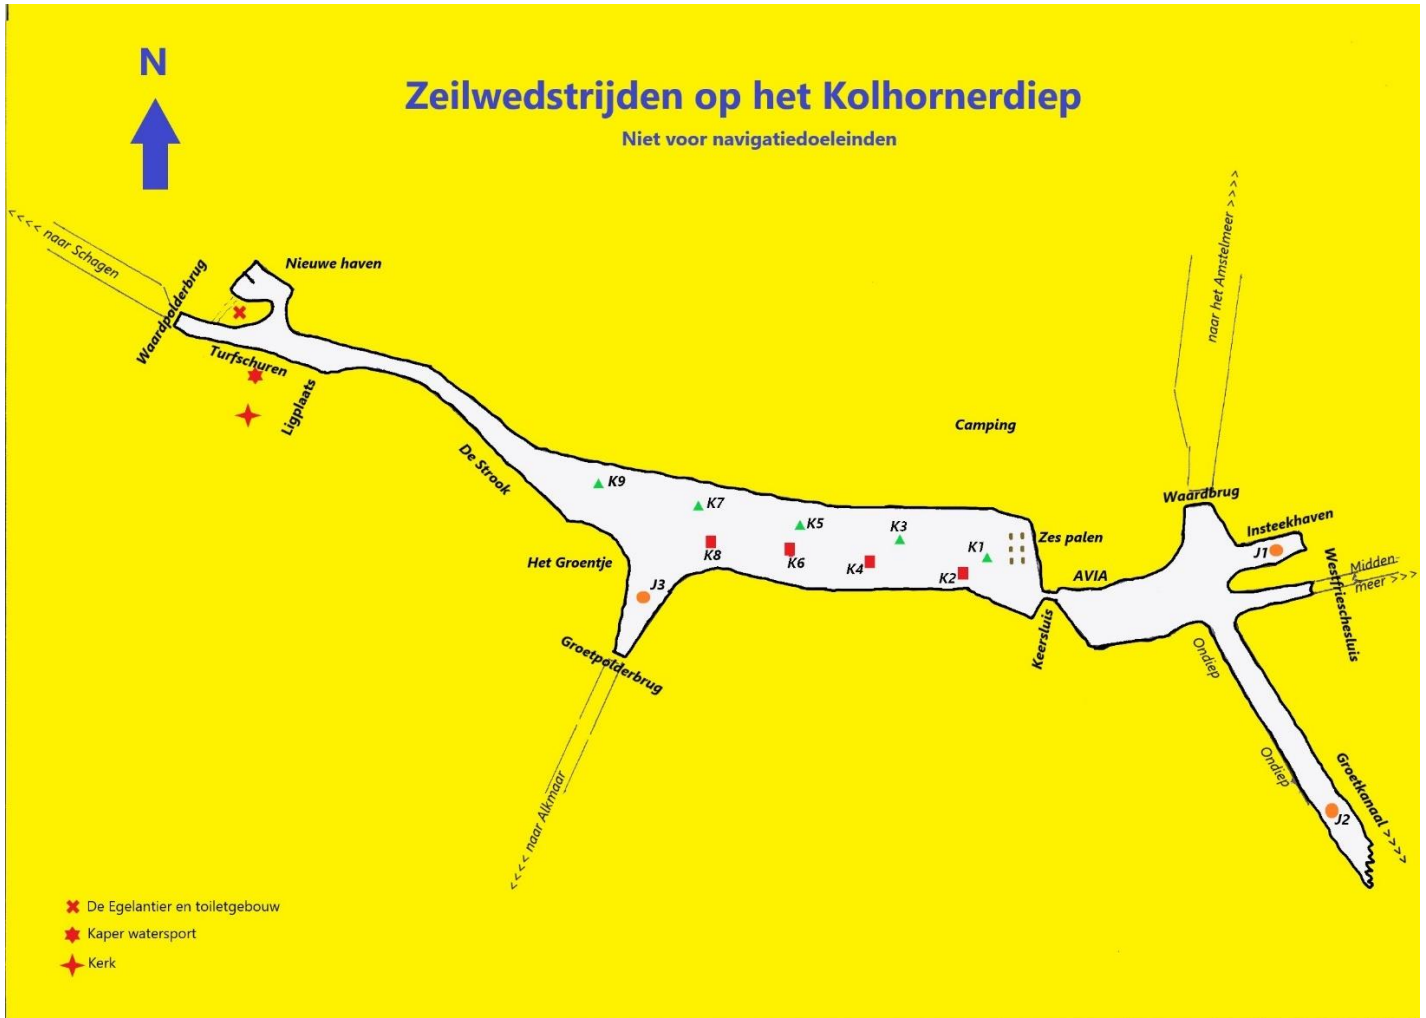 N
Zeilwedstrijden op het Kolhornerdiep
Niet voor navigatiedoeleinden
<<<< naar Schagen
Waardpolderbrug
Nieuwe haven
Turfschuren
Ligplaats
De Strook
Camping
naar het Amstelmeer >>>>
Waardbrug
Insteekhaven
J1
Westfriescheslui​s
Midden-
meer >>>
K9
K7
K5
K3
K1
Zes palen
AVIA
K8
K6
K4
K2
Het Groentje
J3
Groetpolderbrug
Keersluis
Ondiep
Ondiep
Groetkanaal >>>>
J2
<<<< naar Alkmaar
De Egelantier en toiletgebouw
Kaper watersport
Kerk